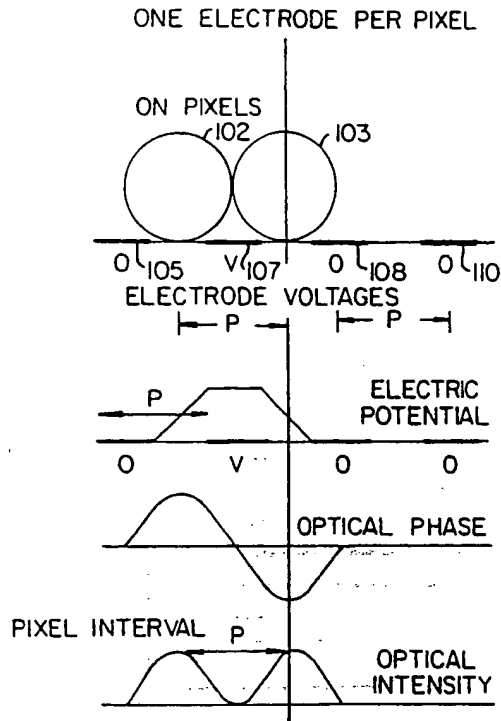 ONE ELECTRODE PER PIXEL
ON PIXELS
102
103
0 105 V 107 0 108 0 110
ELECTRODE VOLTAGES
P P
P
ELECTRIC
POTENTIAL
0 V 0 0
OPTICAL PHASE
PIXEL INTERVAL P
OPTICAL
INTENSITY